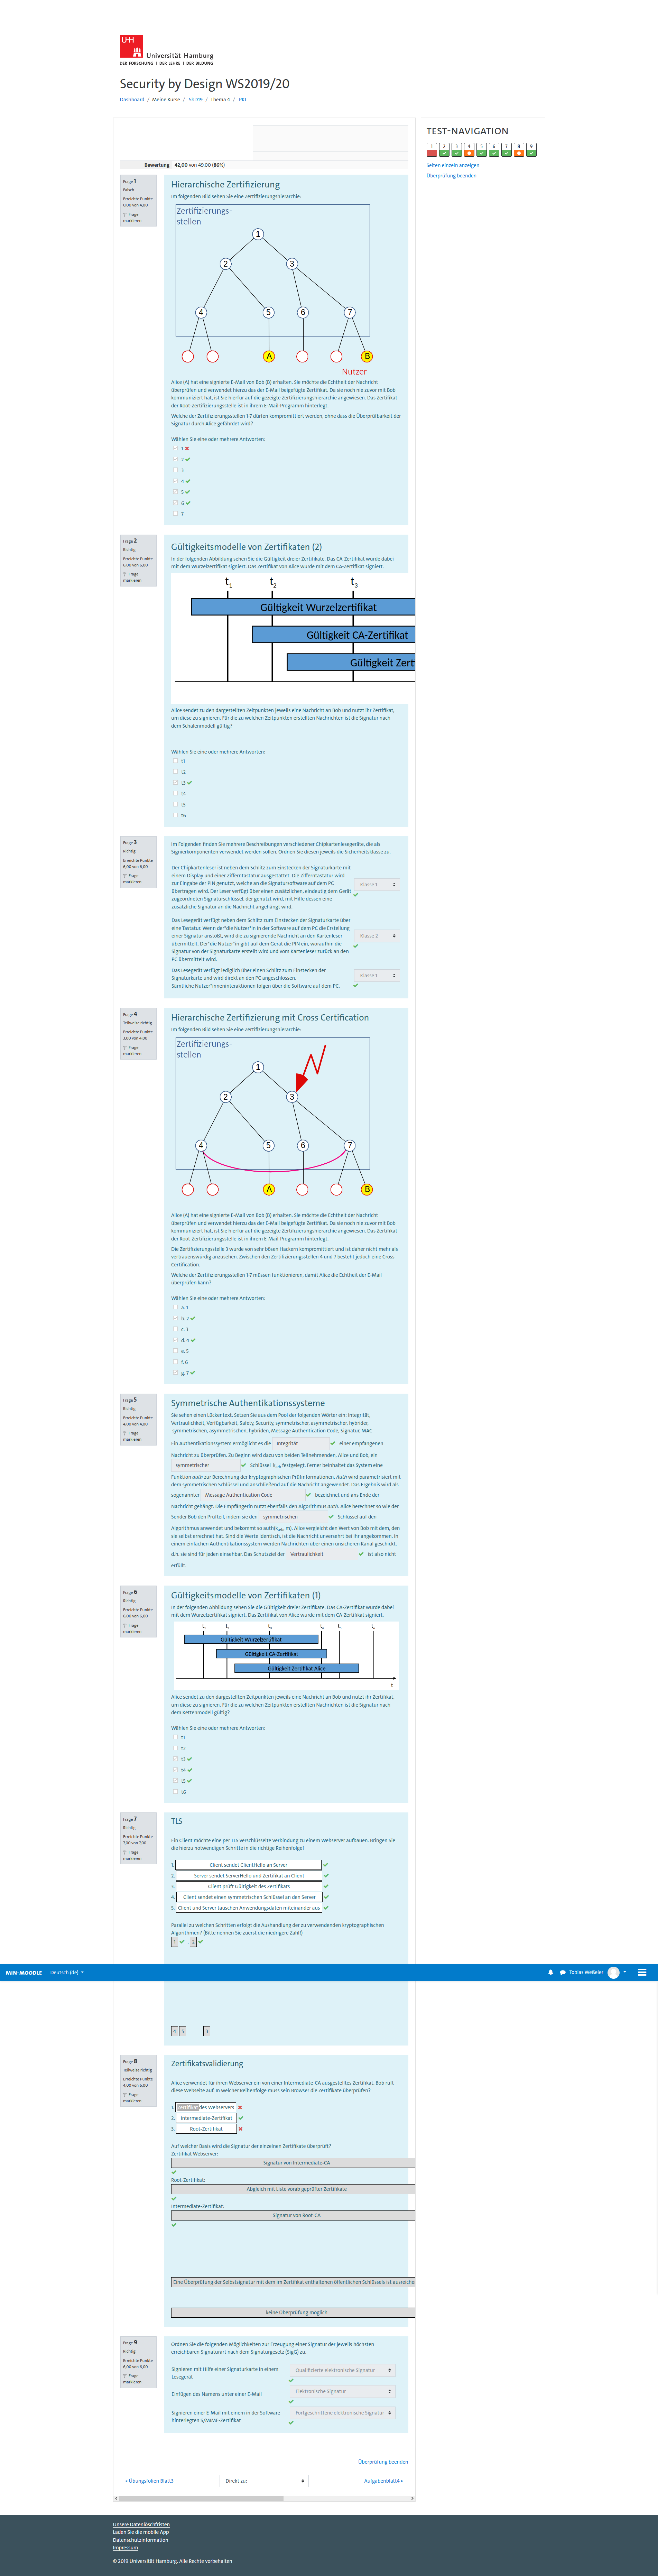 Universität Hamburg
DER FORSCHUNG | DER LEHRE | DER BILDUNG
Security by Design WS2019/20
Dashboard / Meine Kurse / SbD19 / Thema 4 / PKI
Bewertung 42,00 von 49,00 (86%)
TEST-NAVIGATION
1 2 3 4 5 6 7 8 9
Seiten einzeln anzeigen
Überprüfung beenden
Frage 1
Falsch
Erreichte Punkte 0,00 von 4,00
Frage markieren
Hierarchische Zertifizierung
Im folgenden Bild sehen Sie eine Zertifizierungshierarchie:
Zertifizierungs-
stellen
1
2 3
4 5 6 7
A B
Nutzer
Alice (A) hat eine signierte E-Mail von Bob (B) erhalten. Sie möchte die Echtheit der Nachricht
überprüfen und verwendet hierzu das der E-Mail beigefügte Zertifikat. Da sie noch nie zuvor mit Bob
kommuniziert hat, ist Sie hierfür auf die gezeigte Zertifizierungshierarchie angewiesen. Das Zertifikat
der Root-Zertifizierungsstelle ist in ihrem E-Mail-Programm hinterlegt.
Welche der Zertifizierungsstellen 1-7 dürfen kompromittiert werden, ohne dass die Überprüfbarkeit der
Signatur durch Alice gefährdet wird?
Wählen Sie eine oder mehrere Antworten:
1
2
3
4
5
6
7
Frage 2
Richtig
Erreichte Punkte 6,00 von 6,00
Frage markieren
Gültigkeitsmodelle von Zertifikaten (2)
In der folgenden Abbildung sehen Sie die Gültigkeit dreier Zertifikate. Das CA-Zertifikat wurde dabei
mit dem Wurzelzertifikat signiert. Das Zertifikat von Alice wurde mit dem CA-Zertifikat signiert.
t1 t2 t3
Gültigkeit Wurzelzertifikat
Gültigkeit CA-Zertifikat
Gültigkeit Zerti
Alice sendet zu den dargestellten Zeitpunkten jeweils eine Nachricht an Bob und nutzt ihr Zertifikat,
um diese zu signieren. Für die zu welchen Zeitpunkten erstellten Nachrichten ist die Signatur nach
dem Schalenmodell gültig?
Wählen Sie eine oder mehrere Antworten:
t1
t2
t3
t4
t5
t6
Frage 3
Richtig
Erreichte Punkte 6,00 von 6,00
Frage markieren
Im Folgenden finden Sie mehrere Beschreibungen verschiedener Chipkartenlesegeräte, die als
Signierkomponenten verwendet werden sollen. Ordnen Sie diesen jeweils die Sicherheitsklasse zu.
Der Chipkartenleser ist neben dem Schlitz zum Einstecken der Signaturkarte mit
einem Display und einer Zifferntastatur ausgestattet. Die Zifferntastatur wird
zur Eingabe der PIN genutzt, welche an die Signatursoftware auf dem PC
übertragen wird. Der Leser verfügt über einen zusätzlichen, eindeutig dem Gerät
zugeordneten Signaturschlüssel, der genutzt wird, mit Hilfe dessen eine
zusätzliche Signatur an die Nachricht angehängt wird.
Klasse 1
Das Lesegerät verfügt neben dem Schlitz zum Einstecken der Signaturkarte über
eine Tastatur. Wenn der*die Nutzer*in in der Software auf dem PC die Erstellung
einer Signatur anstößt, wird die zu signierende Nachricht an den Kartenleser
übermittelt. Der*die Nutzer*in gibt auf dem Gerät die PIN ein, woraufhin die
Signatur von der Signaturkarte erstellt wird und vom Kartenleser zurück an den
PC übermittelt wird.
Klasse 2
Das Lesegerät verfügt lediglich über einen Schlitz zum Einstecken der
Signaturkarte und wird direkt an den PC angeschlossen.
Sämtliche Nutzer*inneninteraktionen folgen über die Software auf dem PC.
Klasse 1
Frage 4
Teilweise richtig
Erreichte Punkte 3,00 von 4,00
Frage markieren
Hierarchische Zertifizierung mit Cross Certification
Im folgenden Bild sehen Sie eine Zertifizierungshierarchie:
Zertifizierungs-
stellen
1
2 3
4 5 6 7
A B
Alice (A) hat eine signierte E-Mail von Bob (B) erhalten. Sie möchte die Echtheit der Nachricht
überprüfen und verwendet hierzu das der E-Mail beigefügte Zertifikat. Da sie noch nie zuvor mit Bob
kommuniziert hat, ist Sie hierfür auf die gezeigte Zertifizierungshierarchie angewiesen. Das Zertifikat
der Root-Zertifizierungsstelle ist in ihrem E-Mail-Programm hinterlegt.
Die Zertifizierungsstelle 3 wurde von sehr bösen Hackern kompromittiert und ist daher nicht mehr als
vertrauenswürdig anzusehen. Zwischen den Zertifizierungsstellen 4 und 7 besteht jedoch eine Cross
Certification.
Welche der Zertifizierungsstellen 1-7 müssen funktionieren, damit Alice die Echtheit der E-Mail
überprüfen kann?
Wählen Sie eine oder mehrere Antworten:
a. 1
b. 2
c. 3
d. 4
e. 5
f. 6
g. 7
Frage 5
Richtig
Erreichte Punkte 4,00 von 4,00
Frage markieren
Symmetrische Authentikationssysteme
Sie sehen einen Lückentext. Setzen Sie aus dem Pool der folgenden Wörter ein: Integrität,
Vertraulichkeit, Verfügbarkeit, Safety, Security, symmetrischer, asymmetrischer, hybrider,
symmetrischen, asymmetrischen, hybriden, Message Authentication Code, Signatur, MAC
Ein Authentikationssystem ermöglicht es die Integrität einer empfangenen
Nachricht zu überprüfen. Zu Beginn wird dazu von beiden Teilnehmenden, Alice und Bob, ein
symmetrischer Schlüssel festgelegt. Ferner beinhaltet das System eine
Funktion auth zur Berechnung der kryptographischen Prüfinformationen. Auth wird parametrisiert mit
dem symmetrischen Schlüssel und anschließend auf die Nachricht angewendet. Das Ergebnis wird als
sogenannter Message Authentication Code bezeichnet und ans Ende der
Nachricht gehängt. Die Empfängerin nutzt ebenfalls den Algorithmus auth. Alice berechnet so wie der
Sender Bob den Prüfteil, indem sie den symmetrischen Schlüssel auf den
Algorithmus anwendet und bekommt so auth( , m). Alice vergleicht den Wert von Bob mit dem, den
sie selbst errechnet hat. Sind die Werte identisch, ist die Nachricht unversehrt bei ihr angekommen. In
einem einfachen Authentikationssystem werden Nachrichten über einen unsicheren Kanal geschickt,
d.h. sie sind für jeden einsehbar. Das Schutzziel der Vertraulichkeit ist also nicht
erfüllt.
Frage 6
Richtig
Erreichte Punkte 6,00 von 6,00
Frage markieren
Gültigkeitsmodelle von Zertifikaten (1)
In der folgenden Abbildung sehen Sie die Gültigkeit dreier Zertifikate. Das CA-Zertifikat wurde dabei
mit dem Wurzelzertifikat signiert. Das Zertifikat von Alice wurde mit dem CA-Zertifikat signiert.
t1 t2 t3 t4 t5 t6
Gültigkeit Wurzelzertifikat
Gültigkeit CA-Zertifikat
Gültigkeit Zertifikat Alice
t
Alice sendet zu den dargestellten Zeitpunkten jeweils eine Nachricht an Bob und nutzt ihr Zertifikat,
um diese zu signieren. Für die zu welchen Zeitpunkten erstellten Nachrichten ist die Signatur nach
dem Kettenmodell gültig?
Wählen Sie eine oder mehrere Antworten:
t1
t2
t3
t4
t5
t6
Frage 7
Richtig
Erreichte Punkte 7,00 von 7,00
Frage markieren
TLS
Ein Client möchte eine per TLS verschlüsselte Verbindung zu einem Webserver aufbauen. Bringen Sie
die hierzu notwendigen Schritte in die richtige Reihenfolge!
1. Client sendet ClientHello an Server
2. Server sendet ServerHello und Zertifikat an Client
3. Client prüft Gültigkeit des Zertifikats
4. Client sendet einen symmetrischen Schlüssel an den Server
5. Client und Server tauschen Anwendungsdaten miteinander aus
Parallel zu welchen Schritten erfolgt die Aushandlung der zu verwendenden kryptographischen
Algorithmen? (Bitte nennen Sie zuerst die niedrigere Zahl!)
1 , 2
MIN-MOODLE Deutsch (de) Tobias Weßleler
4 5 3
Frage 8
Teilweise richtig
Erreichte Punkte 4,00 von 6,00
Frage markieren
Zertifikatsvalidierung
Alice verwendet für ihren Webserver ein von einer Intermediate-CA ausgestelltes Zertifikat. Bob ruft
diese Webseite auf. In welcher Reihenfolge muss sein Browser die Zertifikate überprüfen?
1. Zertifikat des Webservers
2. Intermediate-Zertifikat
3. Root-Zertifikat
Auf welcher Basis wird die Signatur der einzelnen Zertifikate überprüft?
Zertifikat Webserver:
Signatur von Intermediate-CA
Root-Zertifikat:
Abgleich mit Liste vorab geprüfter Zertifikate
Intermediate-Zertifikat:
Signatur von Root-CA
Eine Überprüfung der Selbstsignatur mit dem im Zertifikat enthaltenen öffentlichen Schlüssels ist ausreichen
keine Überprüfung möglich
Frage 9
Richtig
Erreichte Punkte 6,00 von 6,00
Frage markieren
Ordnen Sie die folgenden Möglichkeiten zur Erzeugung einer Signatur der jeweils höchsten
erreichbaren Signaturart nach dem Signaturgesetz (SigG) zu.
Signieren mit Hilfe einer Signaturkarte in einem
Lesegerät
Qualifizierte elektronische Signatur
Einfügen des Namens unter einer E-Mail
Elektronische Signatur
Signieren einer E-Mail mit einem in der Software
hinterlegten S/MIME-Zertifikat
Fortgeschrittene elektronische Signatur
Überprüfung beenden
◂ Übungsfolien Blatt3
Direkt zu:
Aufgabenblatt4 ▸
Unsere Datenlöschfristen
Laden Sie die mobile App
Datenschutzinformation
Impressum
© 2019 Universität Hamburg, Alle Rechte vorbehalten